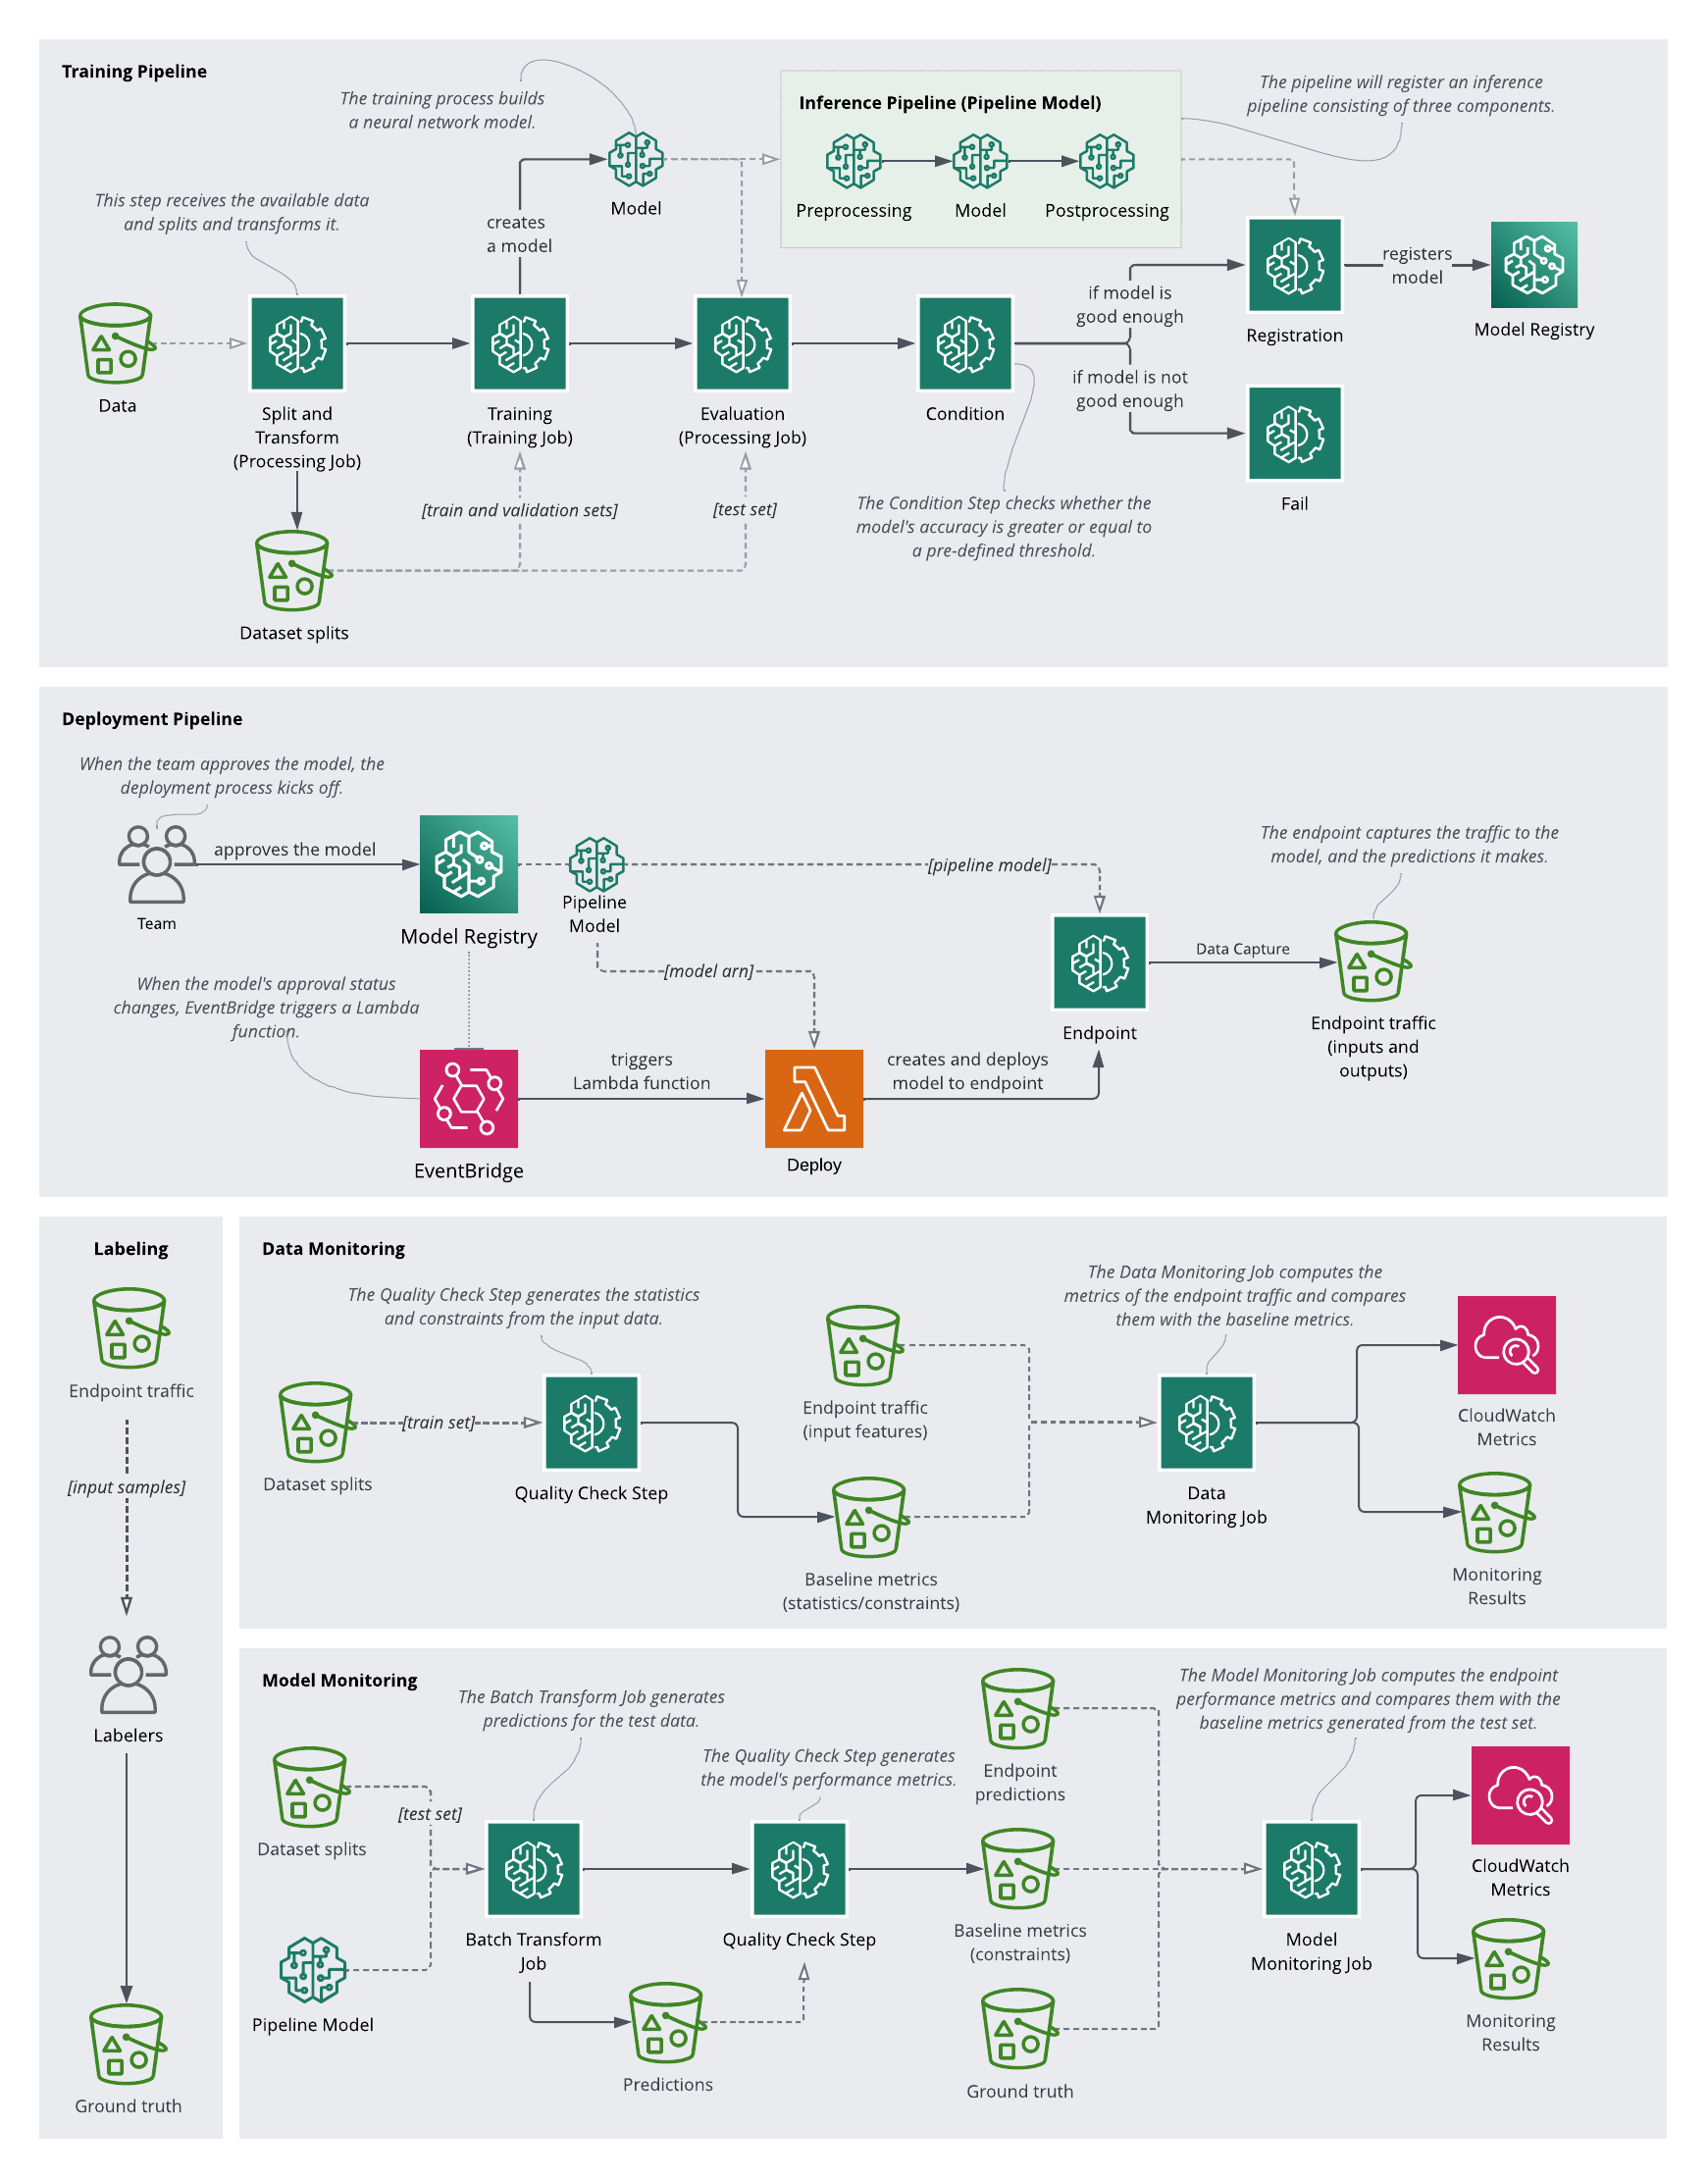 Training Pipeline
The training process builds
a neural network model.
Inference Pipeline (Pipeline Model)
The pipeline will register an inference
pipeline consisting of three components.
This step receives the available data
and splits and transforms it.
creates
a model
Model
Preprocessing
Model
Postprocessing
registers
model
Model Registry
if model is
good enough
Registration
Data
Split and
Transform
(Processing Job)
Training
(Training Job)
Evaluation
(Processing Job)
Condition
if model is not
good enough
Fail
[train and validation sets]
[test set]
The Condition Step checks whether the
model's accuracy is greater or equal to
a pre-defined threshold.
Dataset splits
Deployment Pipeline
When the team approves the model, the
deployment process kicks off.
approves the model
Team
Model Registry
Pipeline
Model
[pipeline model]
The endpoint captures the traffic to the
model, and the predictions it makes.
[model arn]
Data Capture
Endpoint
Endpoint traffic
(inputs and
outputs)
When the model's approval status
changes, EventBridge triggers a Lambda
function.
triggers
Lambda function
creates and deploys
model to endpoint
EventBridge
Deploy
Labeling
Endpoint traffic
[input samples]
Labelers
Ground truth
Data Monitoring
The Quality Check Step generates the statistics
and constraints from the input data.
The Data Monitoring Job computes the
metrics of the endpoint traffic and compares
them with the baseline metrics.
Dataset splits
[train set]
Quality Check Step
Endpoint traffic
(input features)
Baseline metrics
(statistics/constraints)
Data
Monitoring Job
CloudWatch
Metrics
Monitoring
Results
Model Monitoring
The Batch Transform Job generates
predictions for the test data.
The Quality Check Step generates
the model's performance metrics.
The Model Monitoring Job computes the endpoint
performance metrics and compares them with the
baseline metrics generated from the test set.
Dataset splits
[test set]
Pipeline Model
Batch Transform
Job
Predictions
Quality Check Step
Endpoint
predictions
Baseline metrics
(constraints)
Ground truth
Model
Monitoring Job
CloudWatch
Metrics
Monitoring
Results